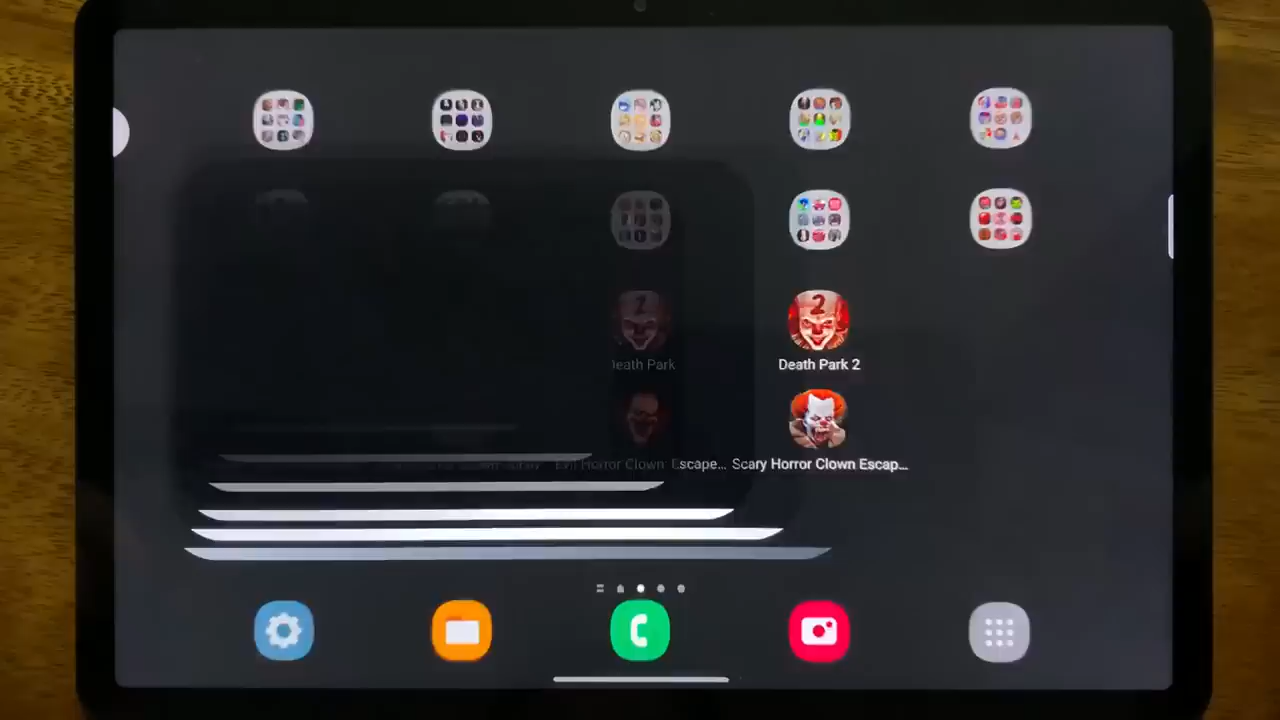 Death Park
Death Park 2
Evil Horror Clown
Escape...
Scary Horror Clown Escap...